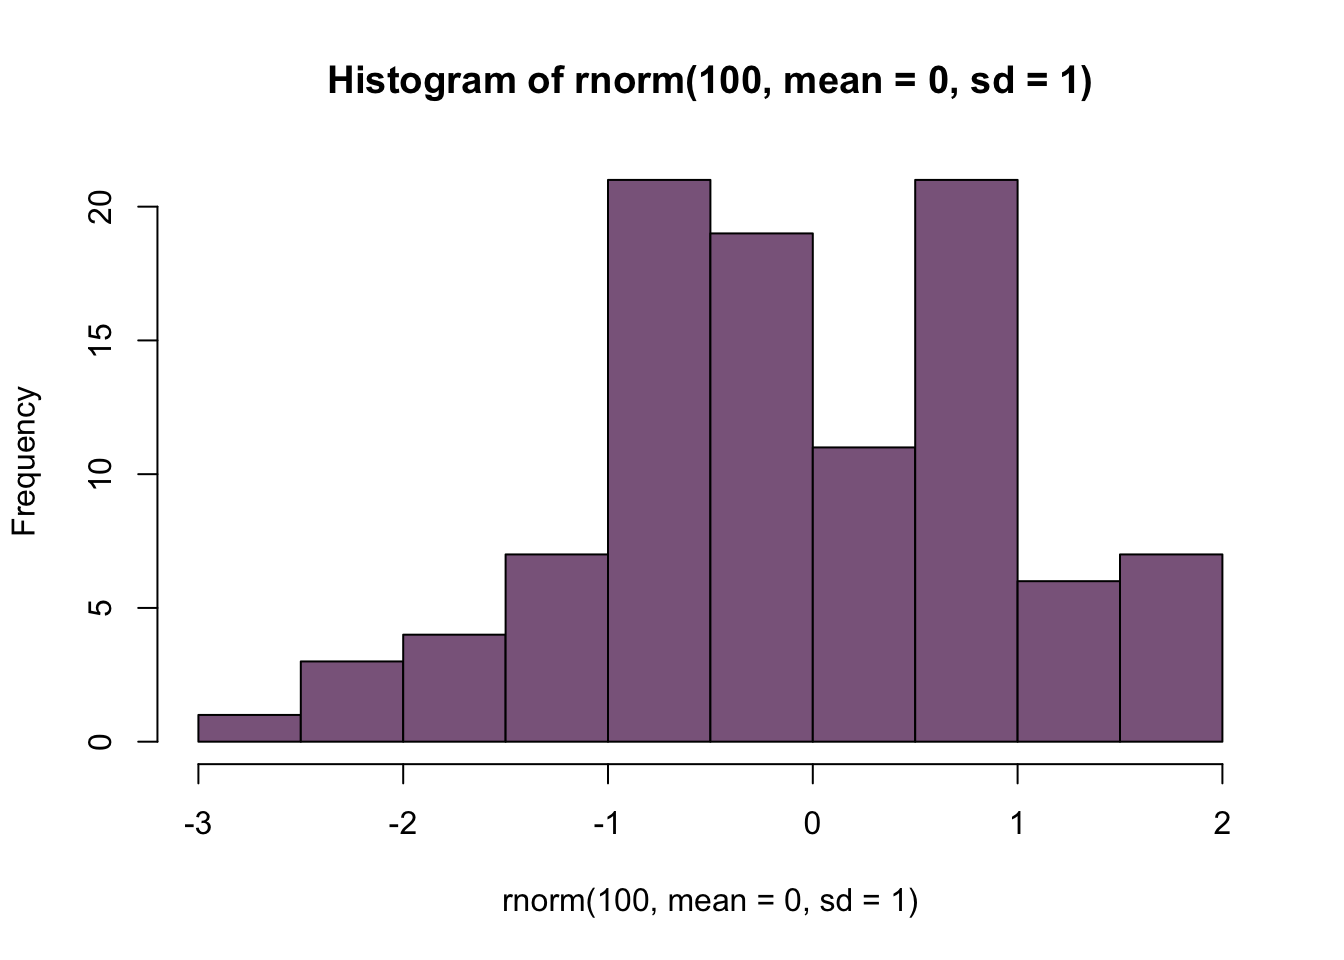 Histogram of rnorm(100, mean = 0, sd = 1)
Frequency
20
15
10
5
0
-3 -2 -1 0 1 2
rnorm(100, mean = 0, sd = 1)